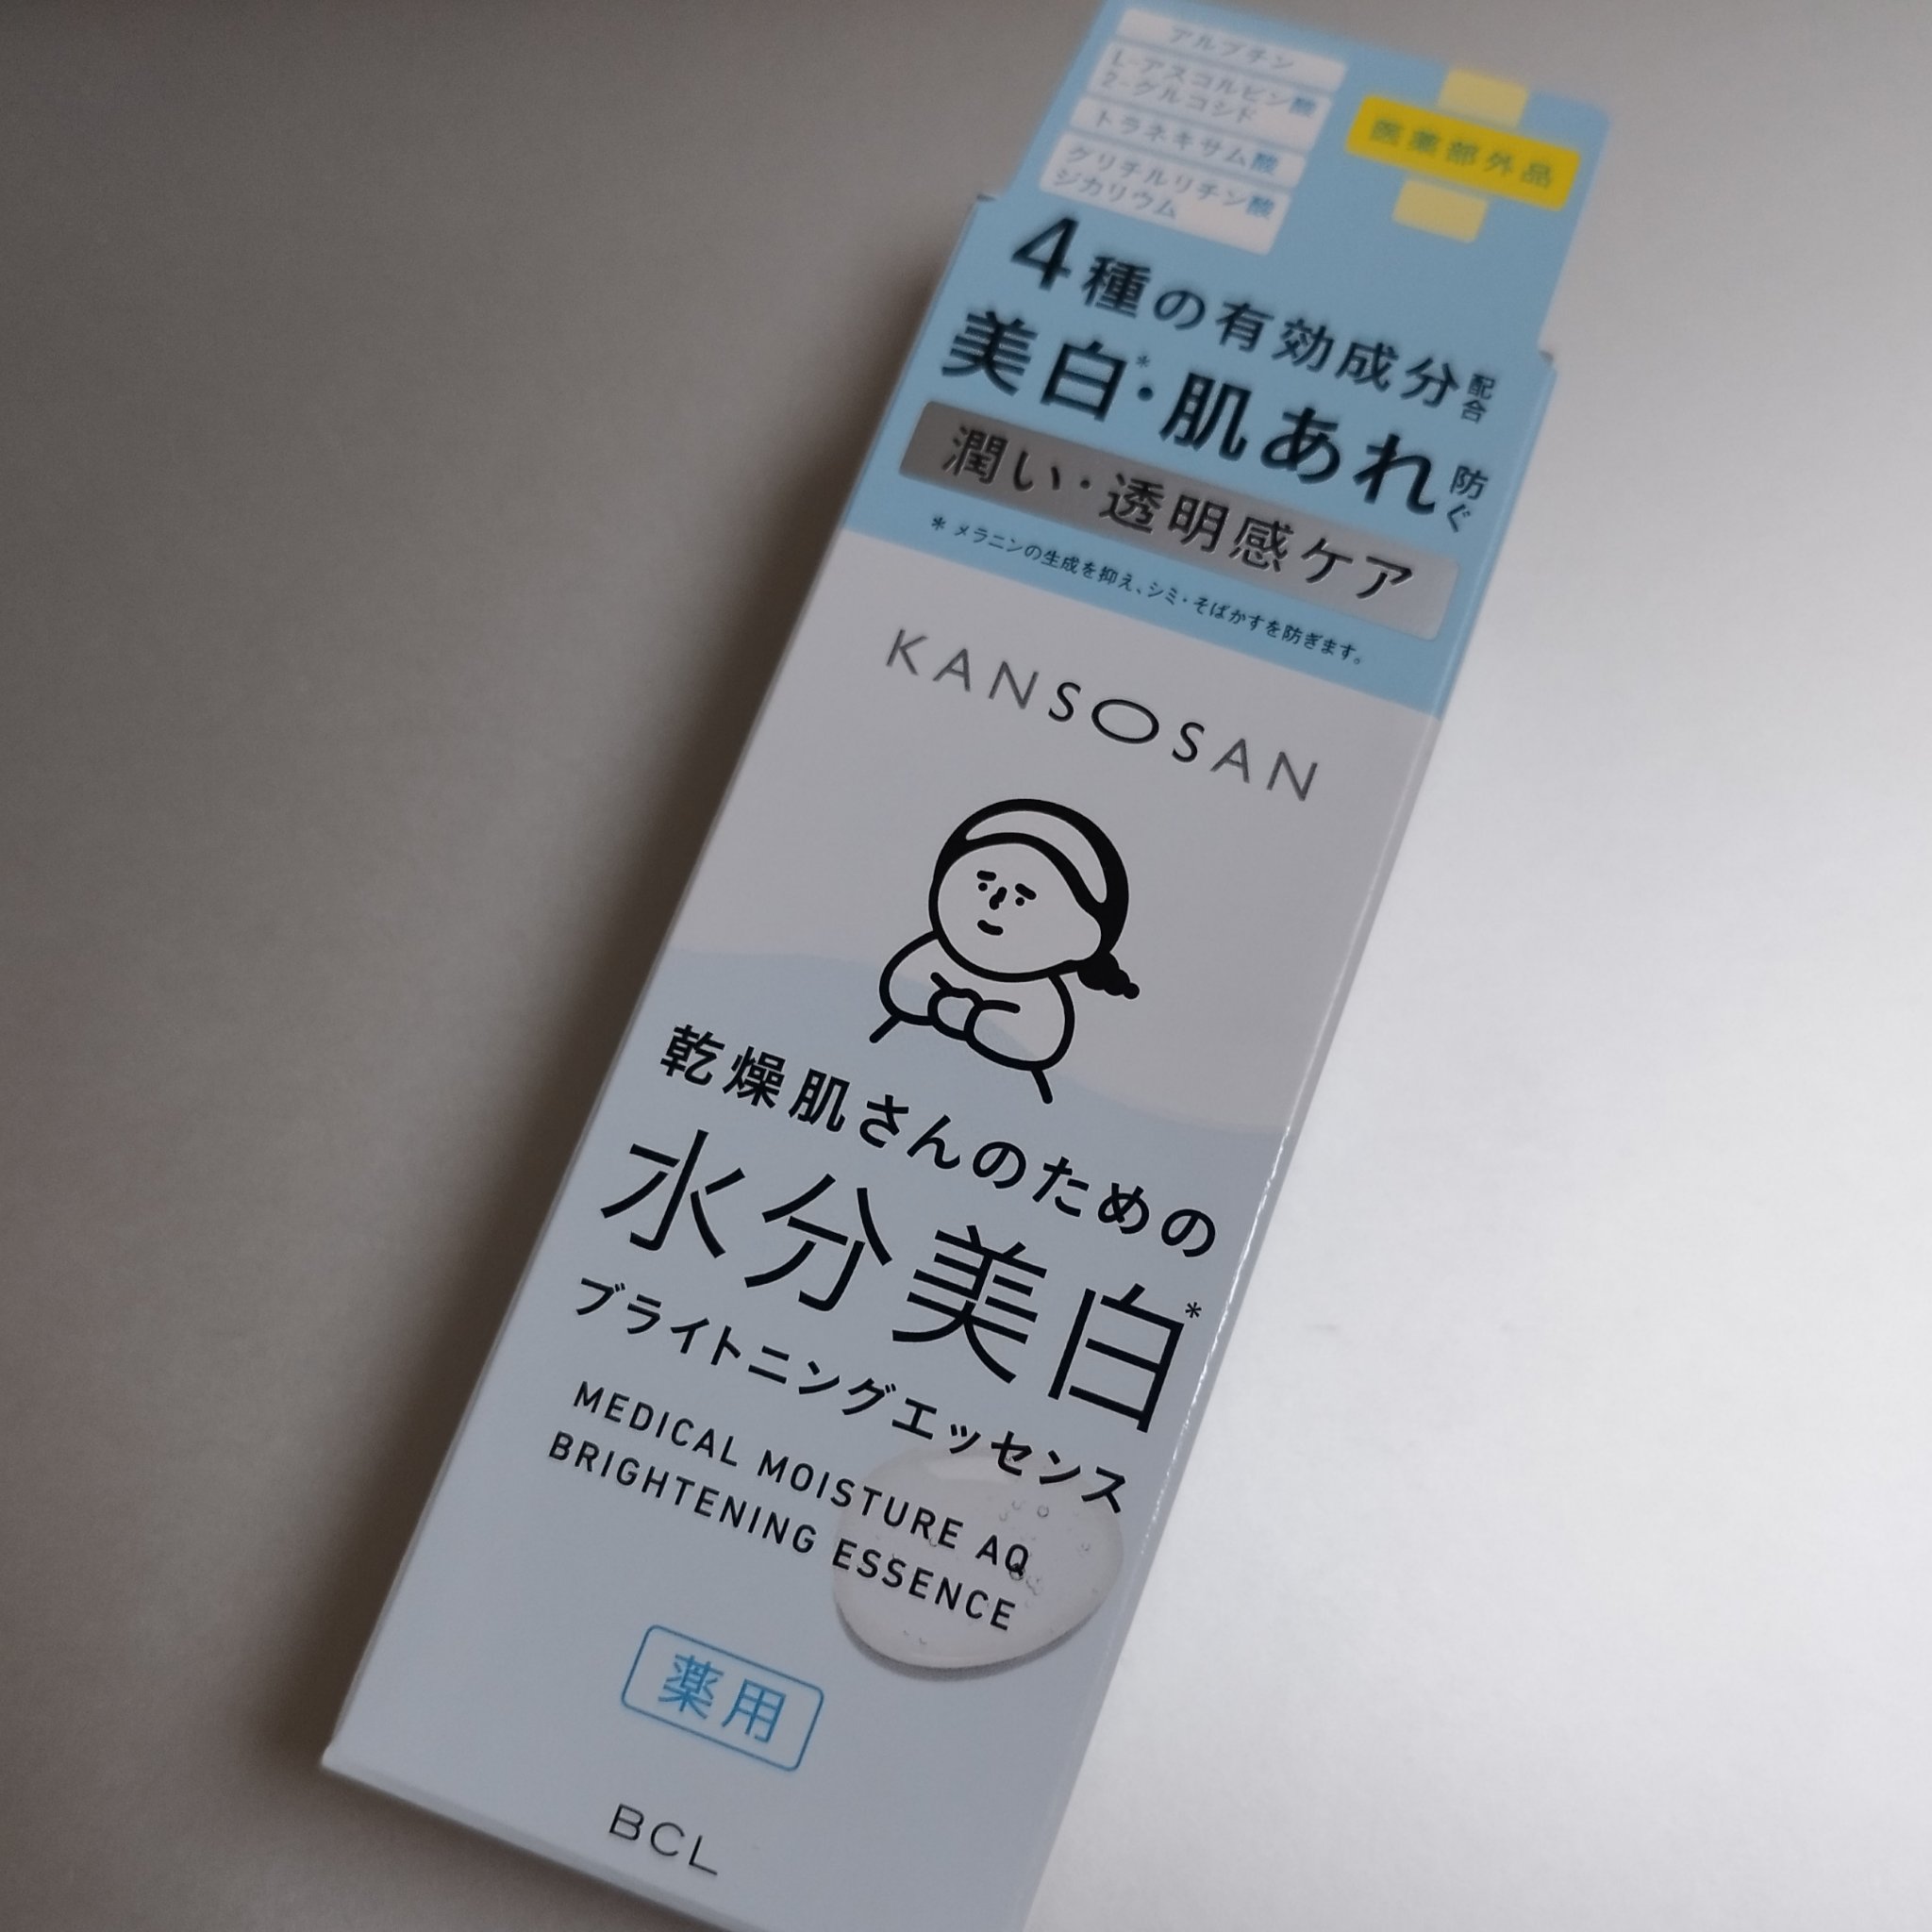 アルブチン
L-アスコルビン酸
2-グルコシド
トラネキサム酸
グリチルリチン酸
ジカリウム
医薬部外品
4種の有効成分配合
美白*・肌あれ防ぐ
潤い・透明感ケア
*メラニンの生成を抑え、シミ・そばかすを防ぎます。
KANSOSAN
乾燥肌さんのための
水分美白*
ブライトニングエッセンス
MEDICAL MOISTURE AQ
BRIGHTENING ESSENCE
薬用
BCL